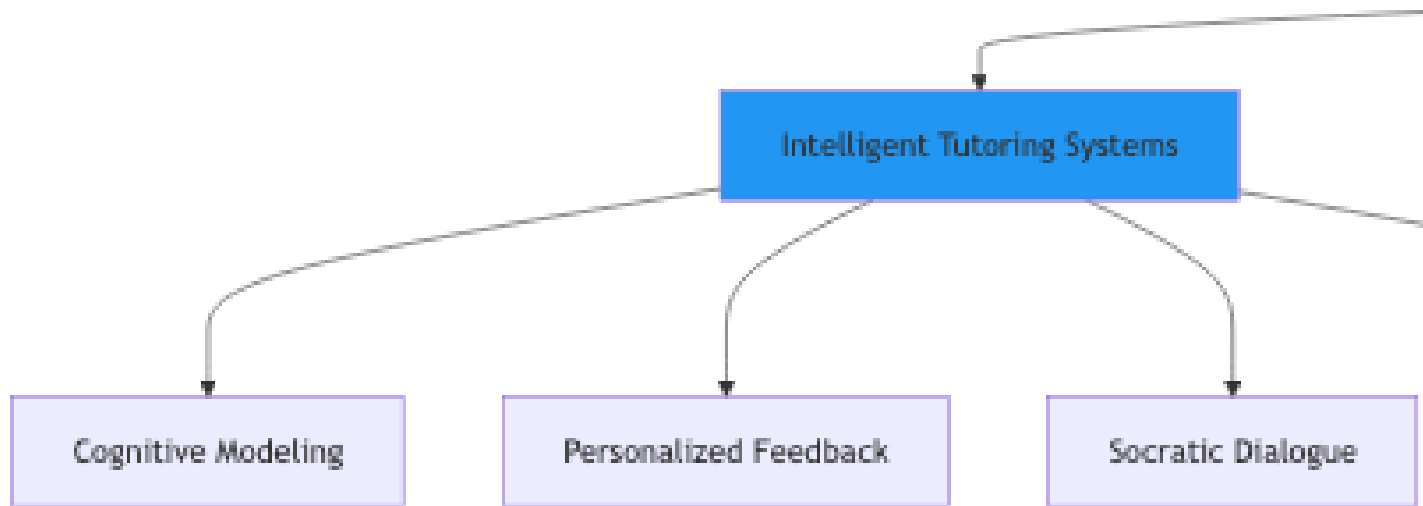 Intelligent Tutoring Systems
Cognitive Modeling
Personalized Feedback
Socratic Dialogue